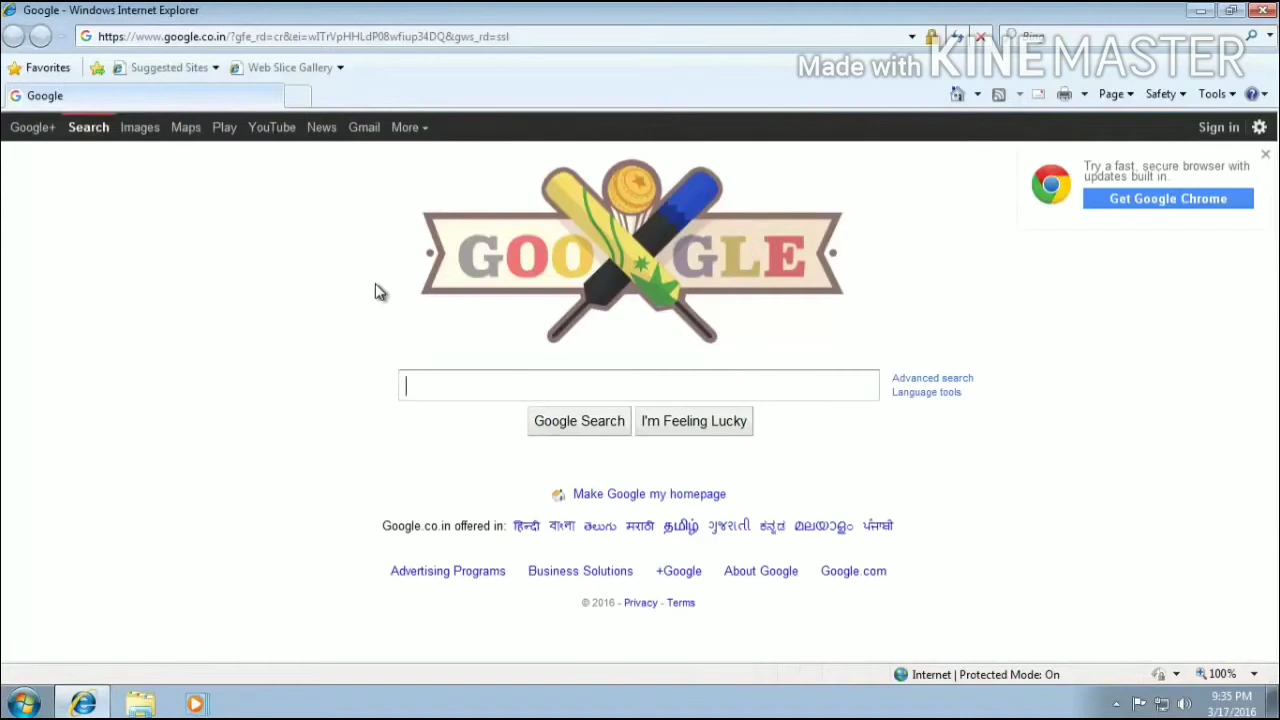 Google - Windows Internet Explorer
https://www.google.co.in/?gfe_rd=cr&ei=wITrVpHHLdP08wfiup34DQ&gws_rd=ssl
Bing
Favorites Suggested Sites Web Slice Gallery
Made with KINEMASTER
Google
Page Safety Tools
Google+ Search Images Maps Play YouTube News Gmail More Sign in
Try a fast, secure browser with
updates built in.
Get Google Chrome
GOOGLE
Advanced search
Language tools
Google Search I'm Feeling Lucky
Make Google my homepage
Google.co.in offered in: हिन्दी বাংলা తెలుగు मराठी தமிழ் ગુજરાતી ಕನ್ನಡ മലയാളം ਪੰਜਾਬੀ
Advertising Programs Business Solutions +Google About Google Google.com
© 2016 - Privacy - Terms
Internet | Protected Mode: On 100%
9:35 PM
3/17/2016